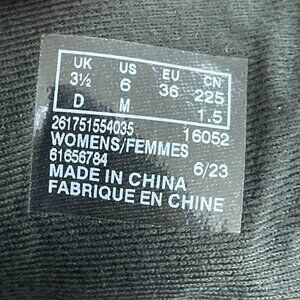 UK US EU CN
3½ 6 36 225
D M 1.5
261751554035 16052
WOMENS/FEMMES
61656784 6/23
MADE IN CHINA
FABRIQUE EN CHINE